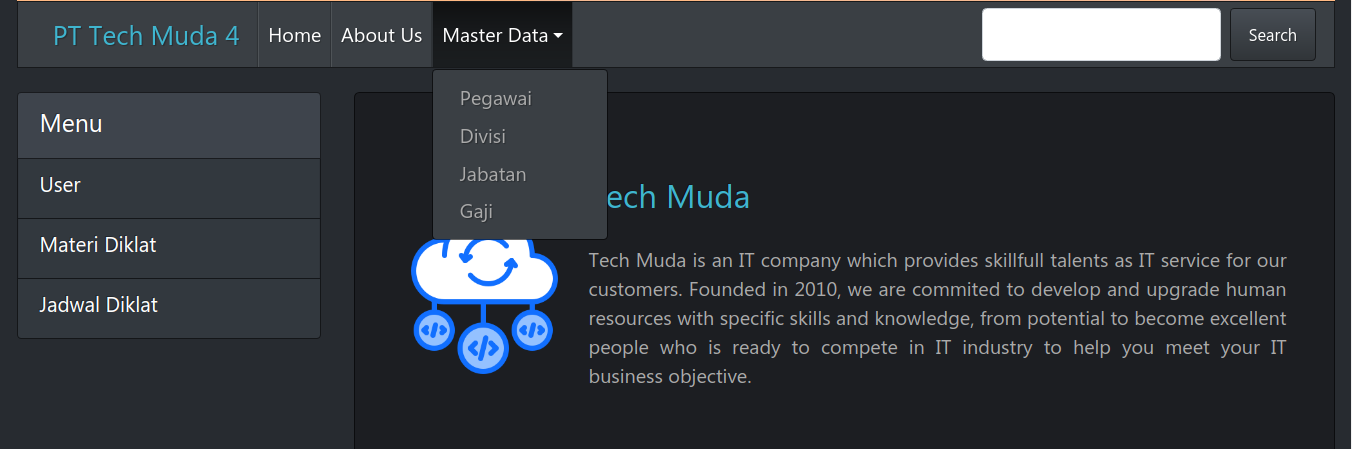 PT Tech Muda 4
Home
About Us
Master Data
Search
Pegawai
Divisi
Jabatan
Gaji
Menu
User
Materi Diklat
Jadwal Diklat
ech Muda
Tech Muda is an IT company which provides skillfull talents as IT service for our
customers. Founded in 2010, we are commited to develop and upgrade human
resources with specific skills and knowledge, from potential to become excellent
people who is ready to compete in IT industry to help you meet your IT
business objective.